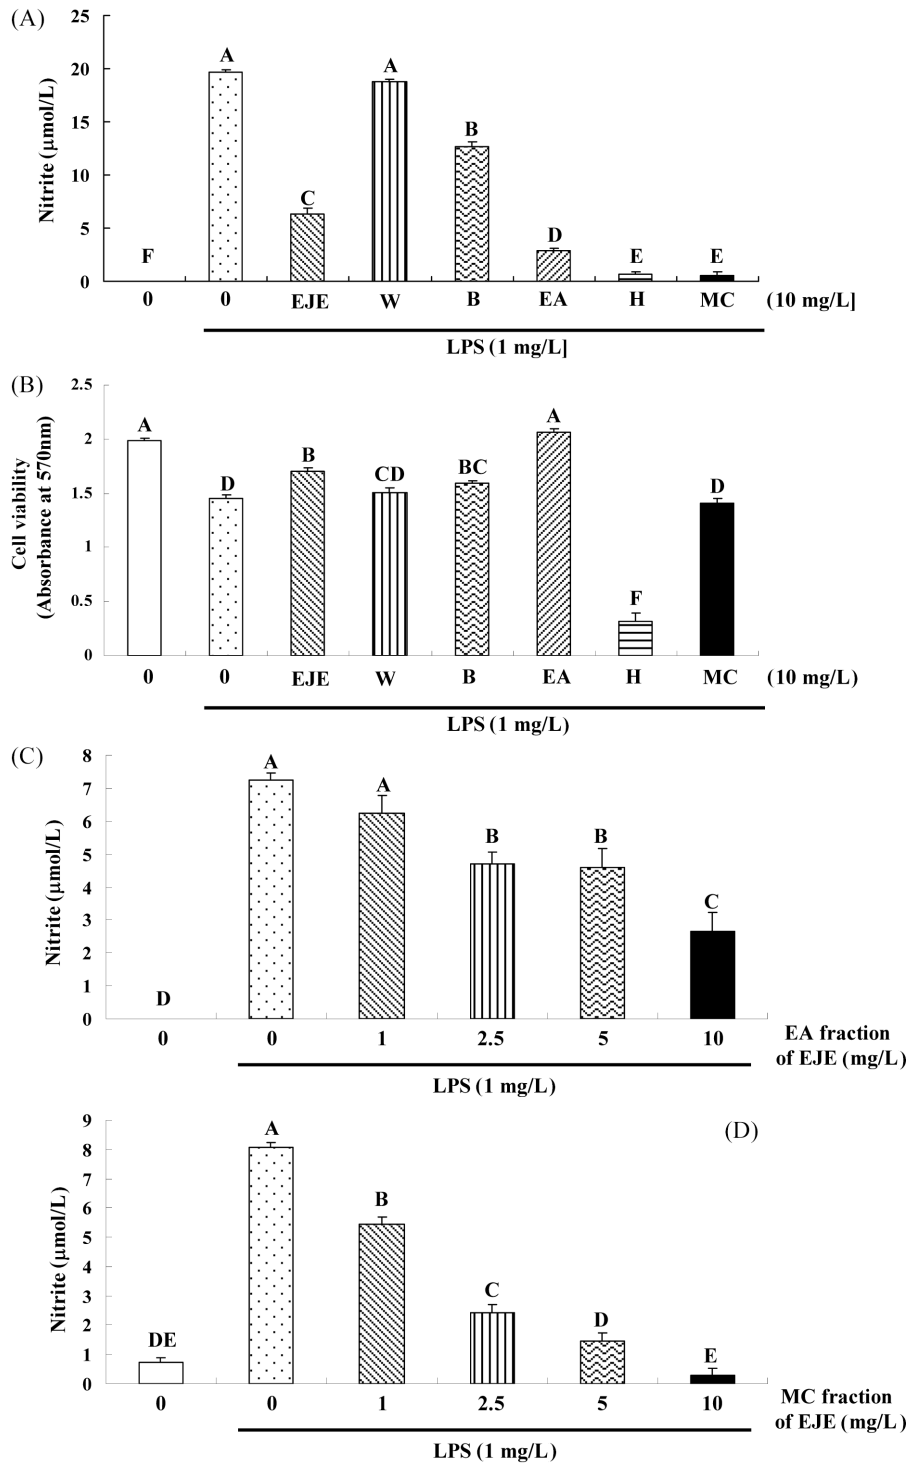 (A)
Nitrite (μmol/L)
25
20
15
10
5
0
F A C A B D E E
0 0 EJE W B EA H MC (10 mg/L]
LPS (1 mg/L]
(B)
Cell viability
(Absorbance at 570nm)
2.5
2
1.5
1
0.5
0
A D B CD BC A F D
0 0 EJE W B EA H MC (10 mg/L)
LPS (1 mg/L)
(C)
Nitrite (μmol/L)
8
7
6
5
4
3
2
1
0
D A A B B C
0 0 1 2.5 5 10
EA fraction
of EJE (mg/L)
LPS (1 mg/L)
(D)
Nitrite (μmol/L)
9
8
7
6
5
4
3
2
1
0
DE A B C D E
0 0 1 2.5 5 10
MC fraction
of EJE (mg/L)
LPS (1 mg/L)